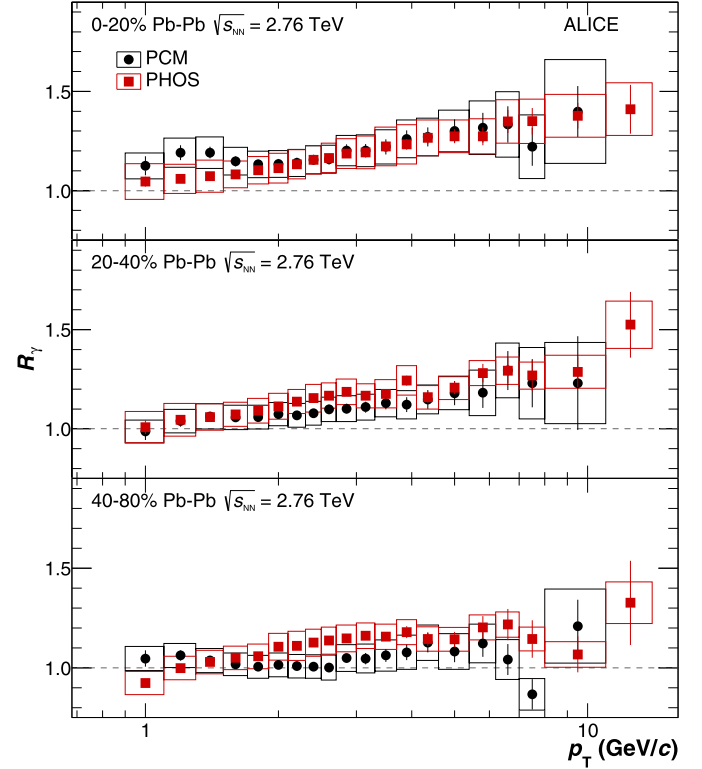 0-20% Pb-Pb √sNN = 2.76 TeV ALICE
PCM
PHOS
1.5
1.0
20-40% Pb-Pb √sNN = 2.76 TeV
1.5
1.0
Rγ
40-80% Pb-Pb √sNN = 2.76 TeV
1.5
1.0
1 10
pT (GeV/c)